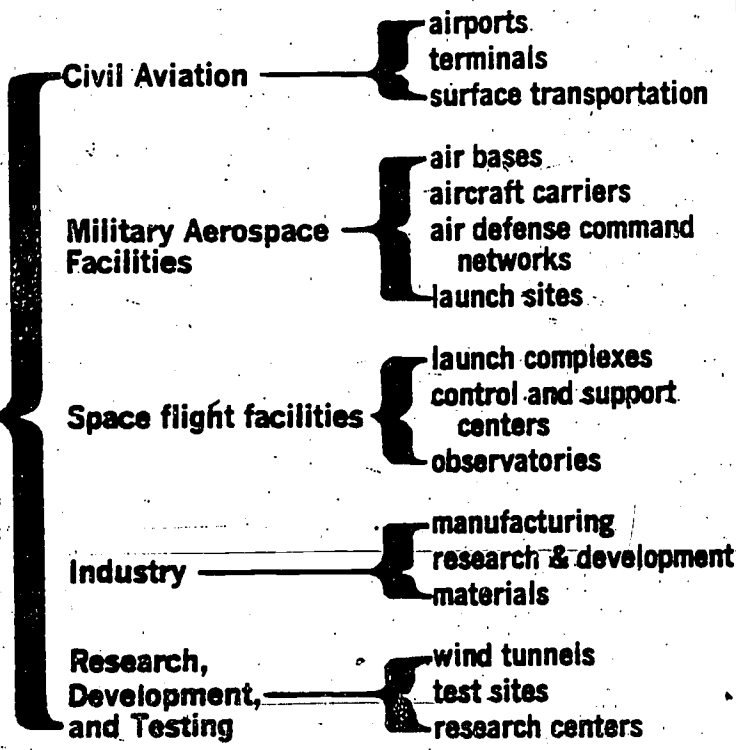 Civil Aviation
airports
terminals
surface transportation
Military Aerospace
Facilities
air bases
aircraft carriers
air defense command
networks
launch sites
Space flight facilities
launch complexes
control and support
centers
observatories
Industry
manufacturing
research & development
materials
Research,
Development,
and Testing
wind tunnels
test sites
research centers